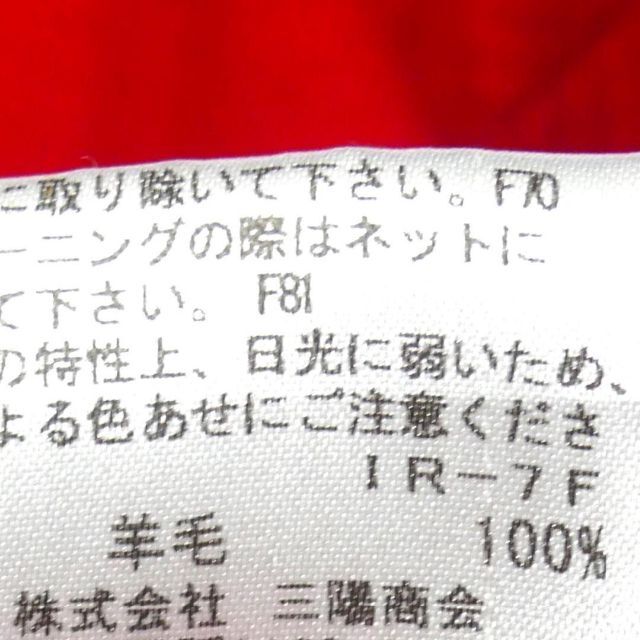 に取り除いて下さい。F70
ーニングの際はネットに
て下さい。 F81
の特性上、日光に弱いため、
よる色あせにご注意くださ
IR-7F
羊毛 100%
株式会社 三陽商会